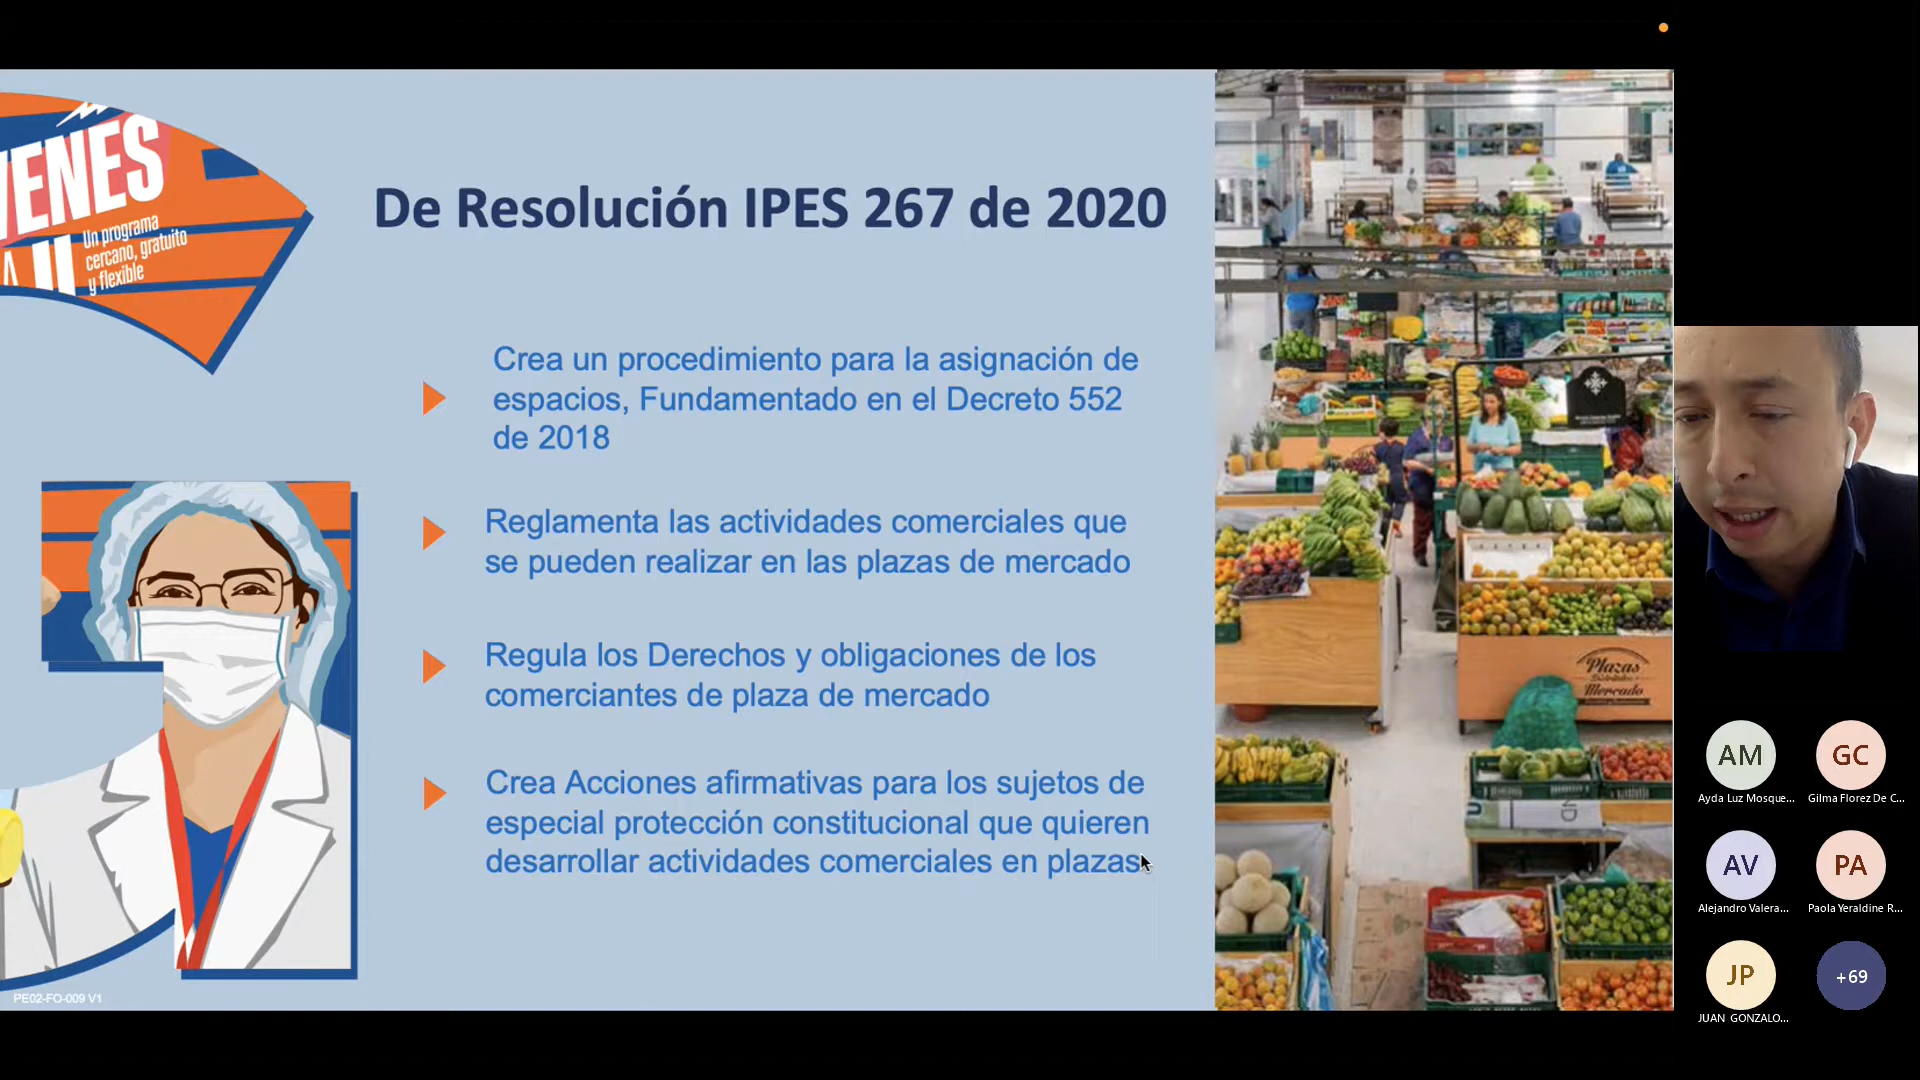 VENES
Un programa
cercano, gratuito
y flexible
De Resolución IPES 267 de 2020
Crea un procedimiento para la asignación de
espacios, Fundamentado en el Decreto 552
de 2018
Reglamenta las actividades comerciales que
se pueden realizar en las plazas de mercado
Regula los Derechos y obligaciones de los
comerciantes de plaza de mercado
Crea Acciones afirmativas para los sujetos de
especial protección constitucional que quieren
desarrollar actividades comerciales en plazas
PE02-FO-009 V1
Plazas
Distritales
Mercado
AM
GC
Ayda Luz Mosque...
Gilma Florez De C...
AV
PA
Alejandro Valera...
Paola Yeraldine R...
JP
+69
JUAN GONZALO...